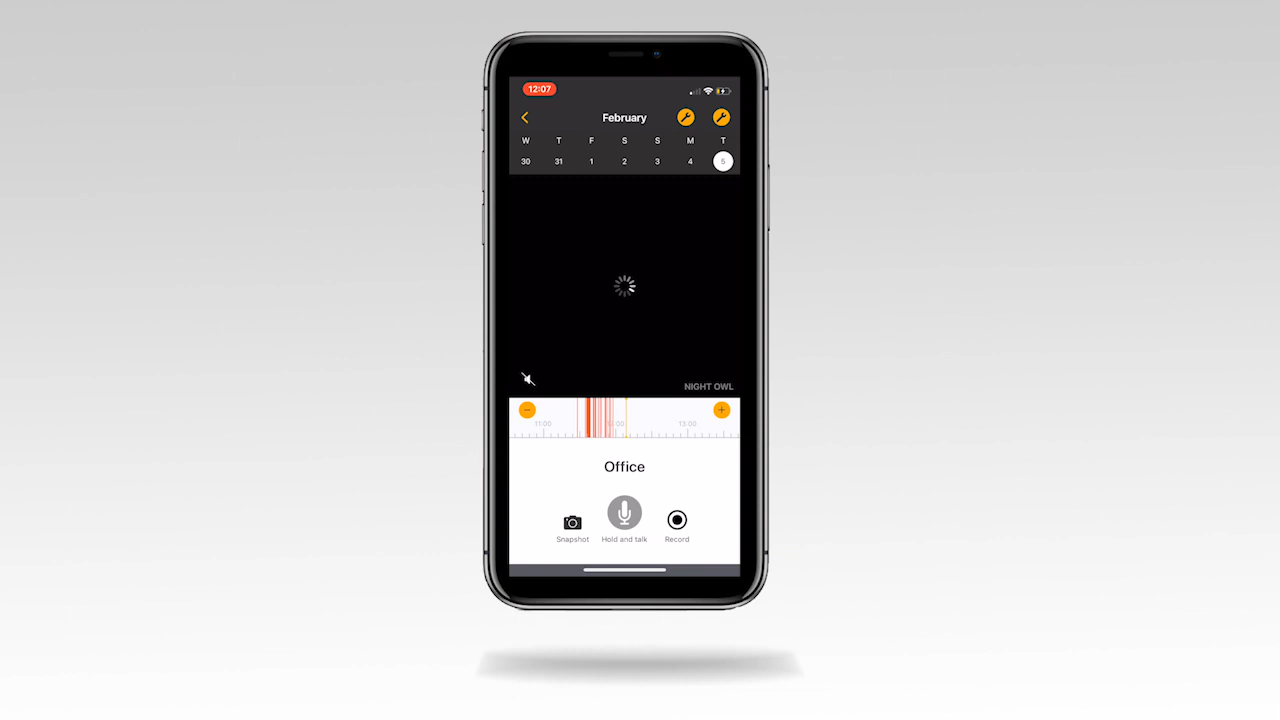 12:07
February
W T F S S M T
30 31 1 2 3 4 5
NIGHT OWL
11:00 :00 13:00
Office
Snapshot Hold and talk Record